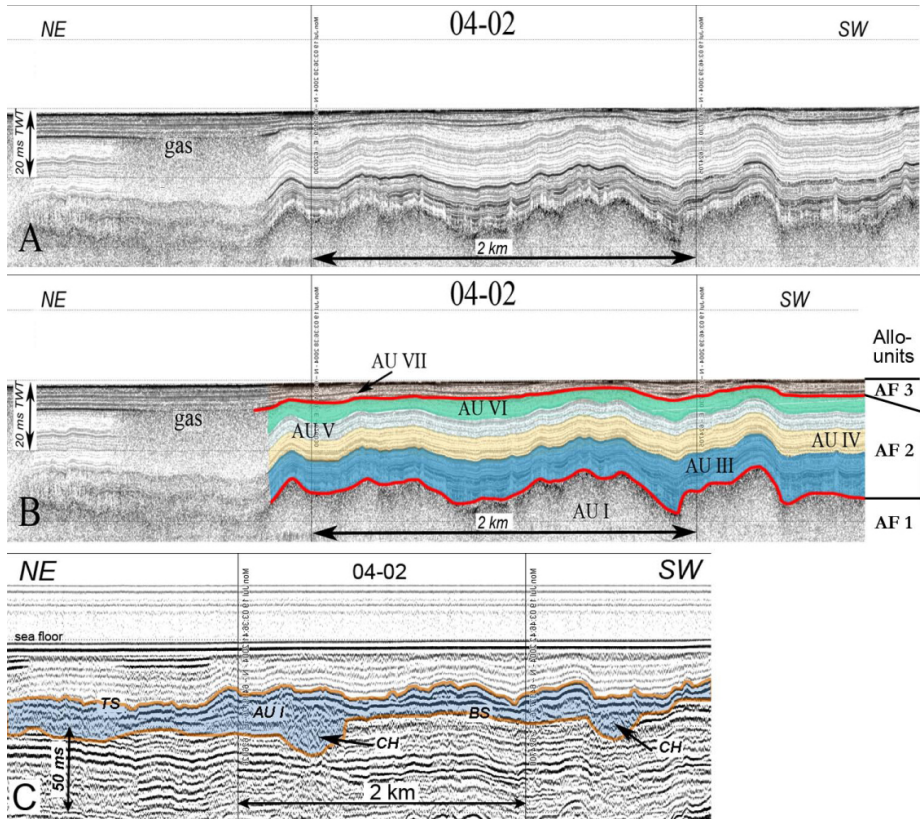 NE 04-02 SW
20 ms TWT
gas
A
2 km
NE 04-02 SW
Allo-
units
AU VII
AF 3
20 ms TWT
AU VI
gas
AU V
AU IV
AF 2
AU III
B
AU I
2 km
AF 1
NE 04-02 SW
sea floor
TS
AU I
BS
CH
CH
50 ms
2 km
C